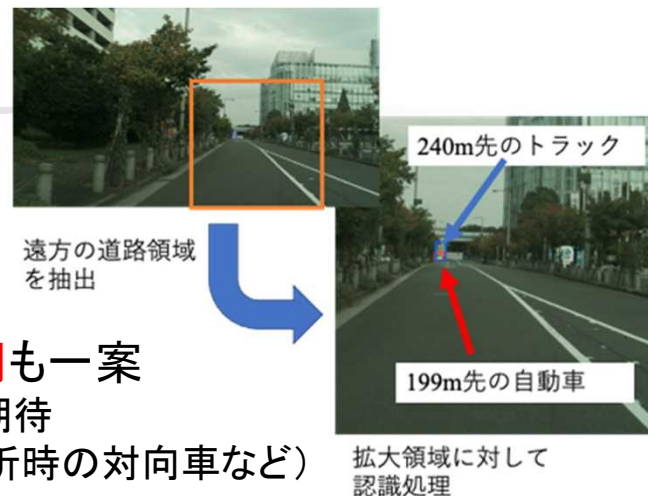 240m先のトラック
遠方の道路領域
を抽出
199m先の自動車
も一案
期待
折時の対向車など）
拡大領域に対して
認識処理